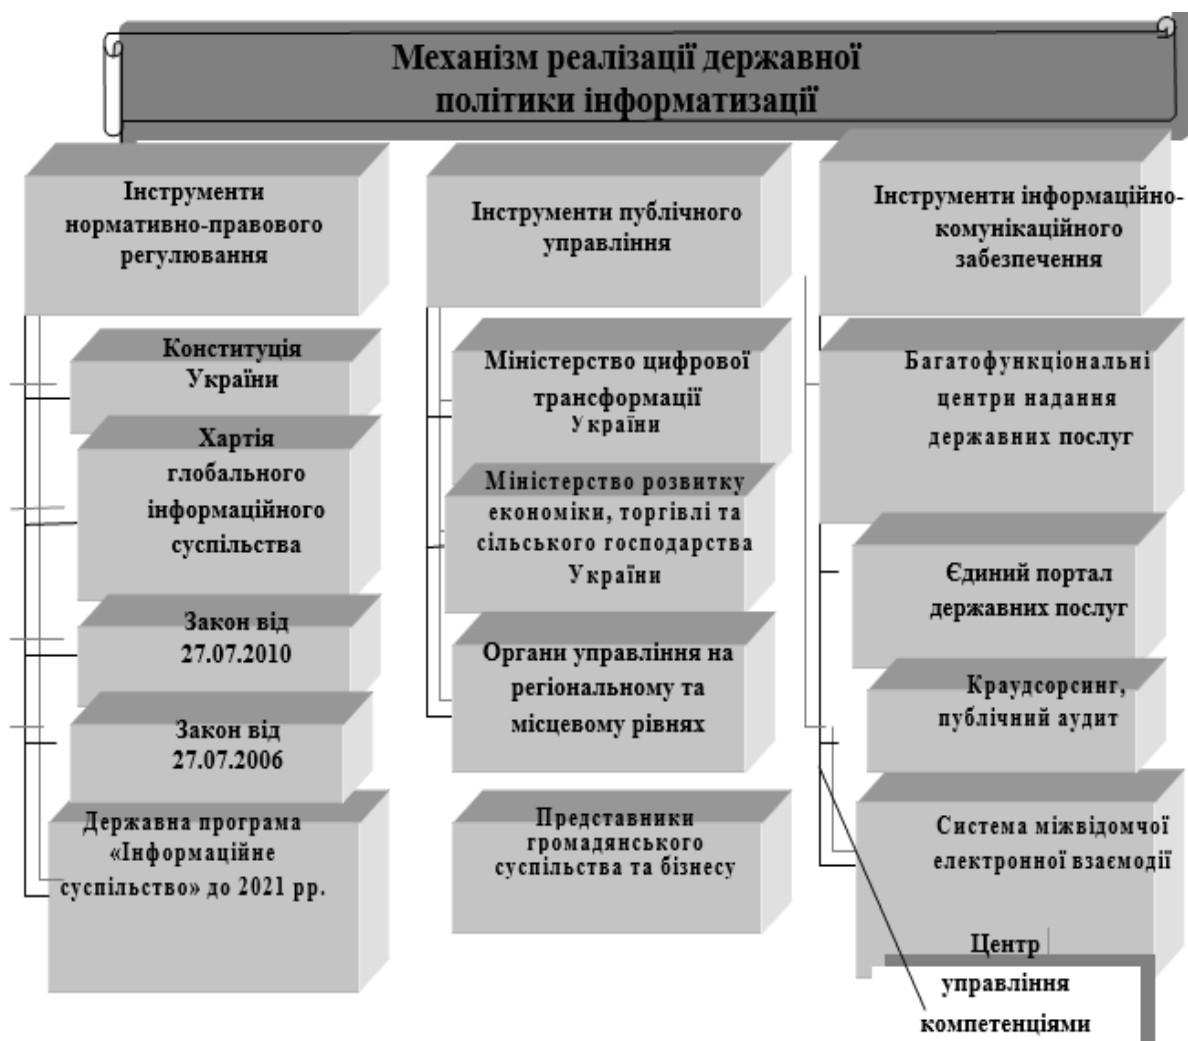 Механізм реалізації державної
політики інформатизації
Інструменти
нормативно-правового
регулювання
Конституція
України
Хартія
глобального
інформаційного
суспільства
Закон від
27.07.2010
Закон від
27.07.2006
Державна програма
«Інформаційне
суспільство» до 2021 рр.
Інструменти публічного
управління
Міністерство цифрової
трансформації
України
Міністерство розвитку
економіки, торгівлі та
сільського господарства
України
Органи управління на
регіональному та
місцевому рівнях
Представники
громадянського
суспільства та бізнесу
Інструменти інформаційно-
комунікаційного
забезпечення
Багатофункціональні
центри надання
державних послуг
Єдиний портал
державних послуг
Краудсорсинг,
публічний аудит
Система міжвідомчої
електронної взаємодії
Центр
управління
компетенціями